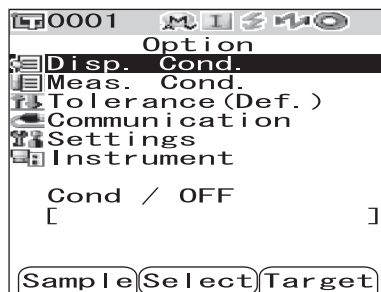 0001 M I
Option
Disp. Cond.
Meas. Cond.
Tolerance(Def.)
Communication
Settings
Instrument
Cond / OFF
[ ]
Sample Select Target